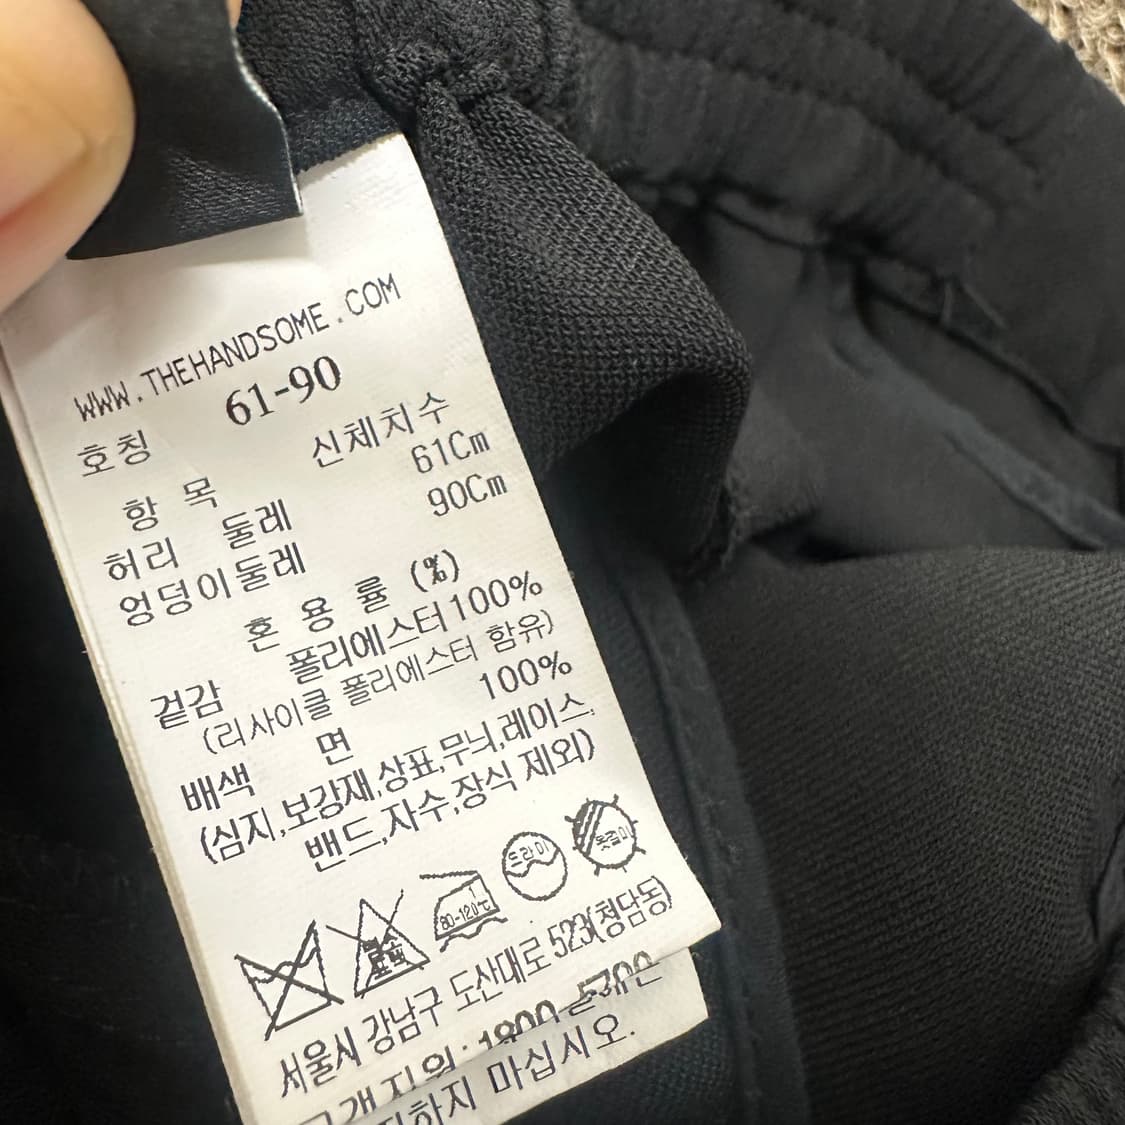 WWW.THEHANDSOME.COM
호칭 61-90
항 목 신체치수
허리 둘레 61Cm
엉덩이둘레 90Cm
혼 용 률 (%)
겉감 폴리에스터100%
(리사이클 폴리에스터 함유)
배색 면 100%
(심지,보강재,상표,무늬,레이스,
밴드,자수,장식 제외)
80-120℃
드라이
서울시 강남구 도산대로 523(청담동)
하지 마십시오.